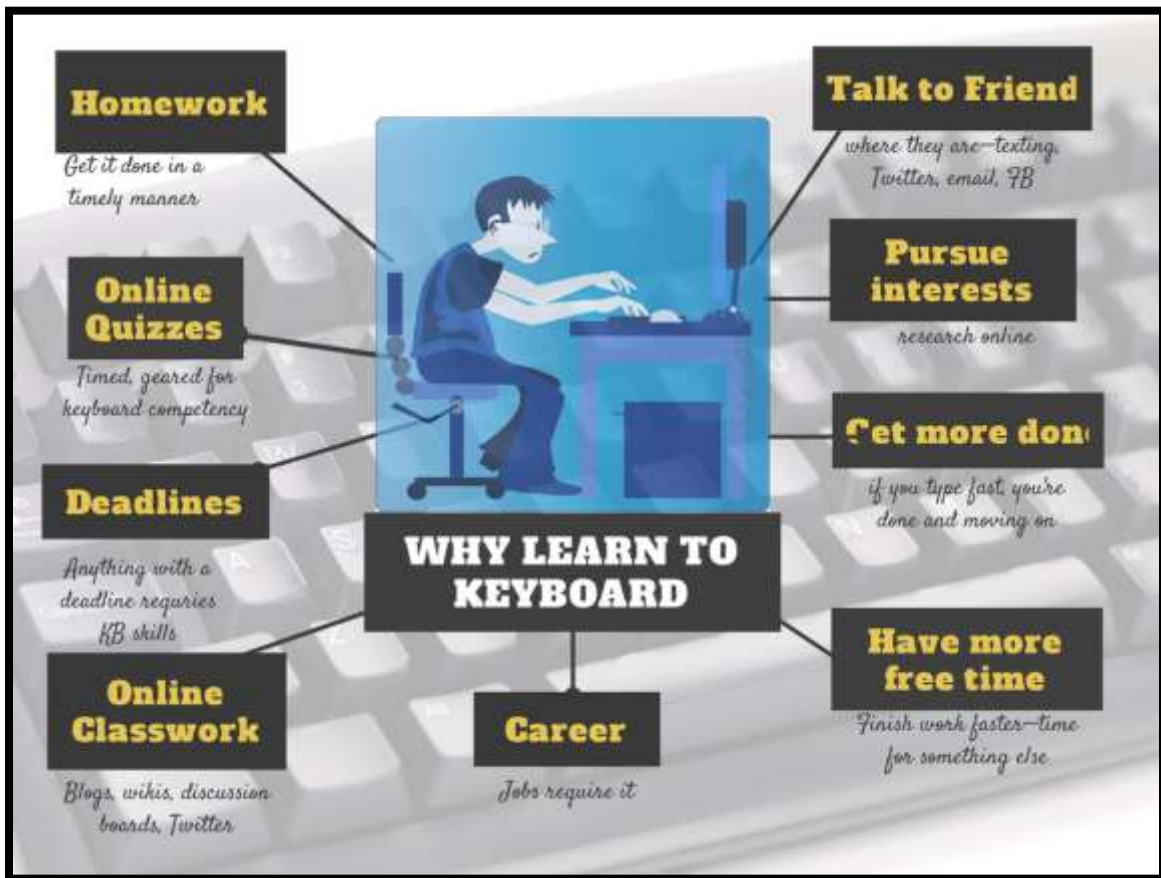 Homework
Get it done in a
timely manner
Online
Quizzes
Timed, geared for
keyboard competency
Deadlines
Anything with a
deadline requries
KB skills
Online
Classwork
Blogs, wikis, discussion
boards, Twitter
WHY LEARN TO
KEYBOARD
Career
Jobs require it
Talk to Friend
where they are—texting,
Twitter, email, FB
Pursue
interests
research online
Get more done
if you type fast, you're
done and moving on
Have more
free time
Finish work faster—time
for something else